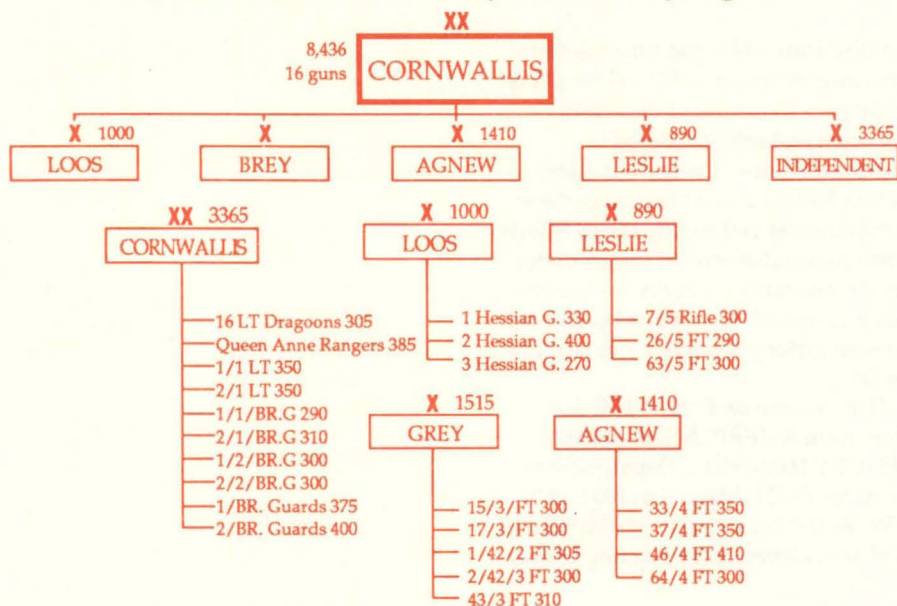 XX
8,436
16 guns
CORNWALLIS
X 1000
LOOS
X
BREY
X 1410
AGNEW
X 890
LESLIE
X 3365
INDEPENDENT
XX 3365
CORNWALLIS
16 LT Dragoons 305
Queen Anne Rangers 385
1/1 LT 350
2/1 LT 350
1/1/BR.G 290
2/1/BR.G 310
1/2/BR.G 300
2/2/BR.G 300
1/BR. Guards 375
2/BR. Guards 400
X 1000
LOOS
1 Hessian G. 330
2 Hessian G. 400
3 Hessian G. 270
X 890
LESLIE
7/5 Rifle 300
26/5 FT 290
63/5 FT 300
X 1515
GREY
15/3/FT 300
17/3/FT 300
1/42/2 FT 305
2/42/3 FT 300
43/3 FT 310
X 1410
AGNEW
33/4 FT 350
37/4 FT 350
46/4 FT 410
64/4 FT 300